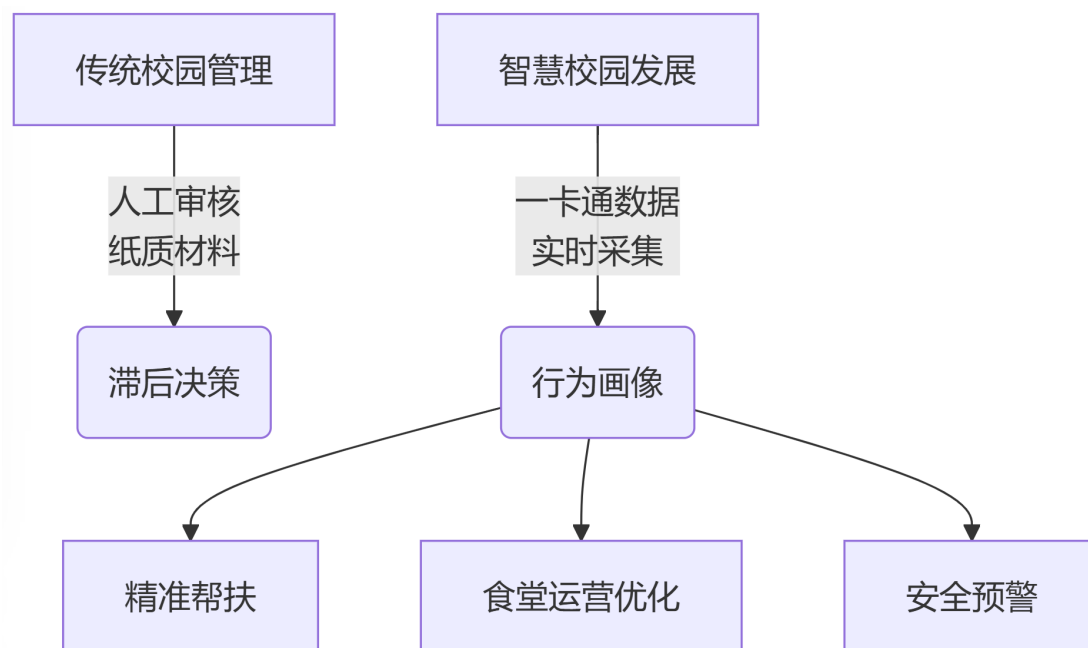 传统校园管理
智慧校园发展
人工审核
纸质材料
一卡通数据
实时采集
滞后决策
行为画像
精准帮扶
食堂运营优化
安全预警